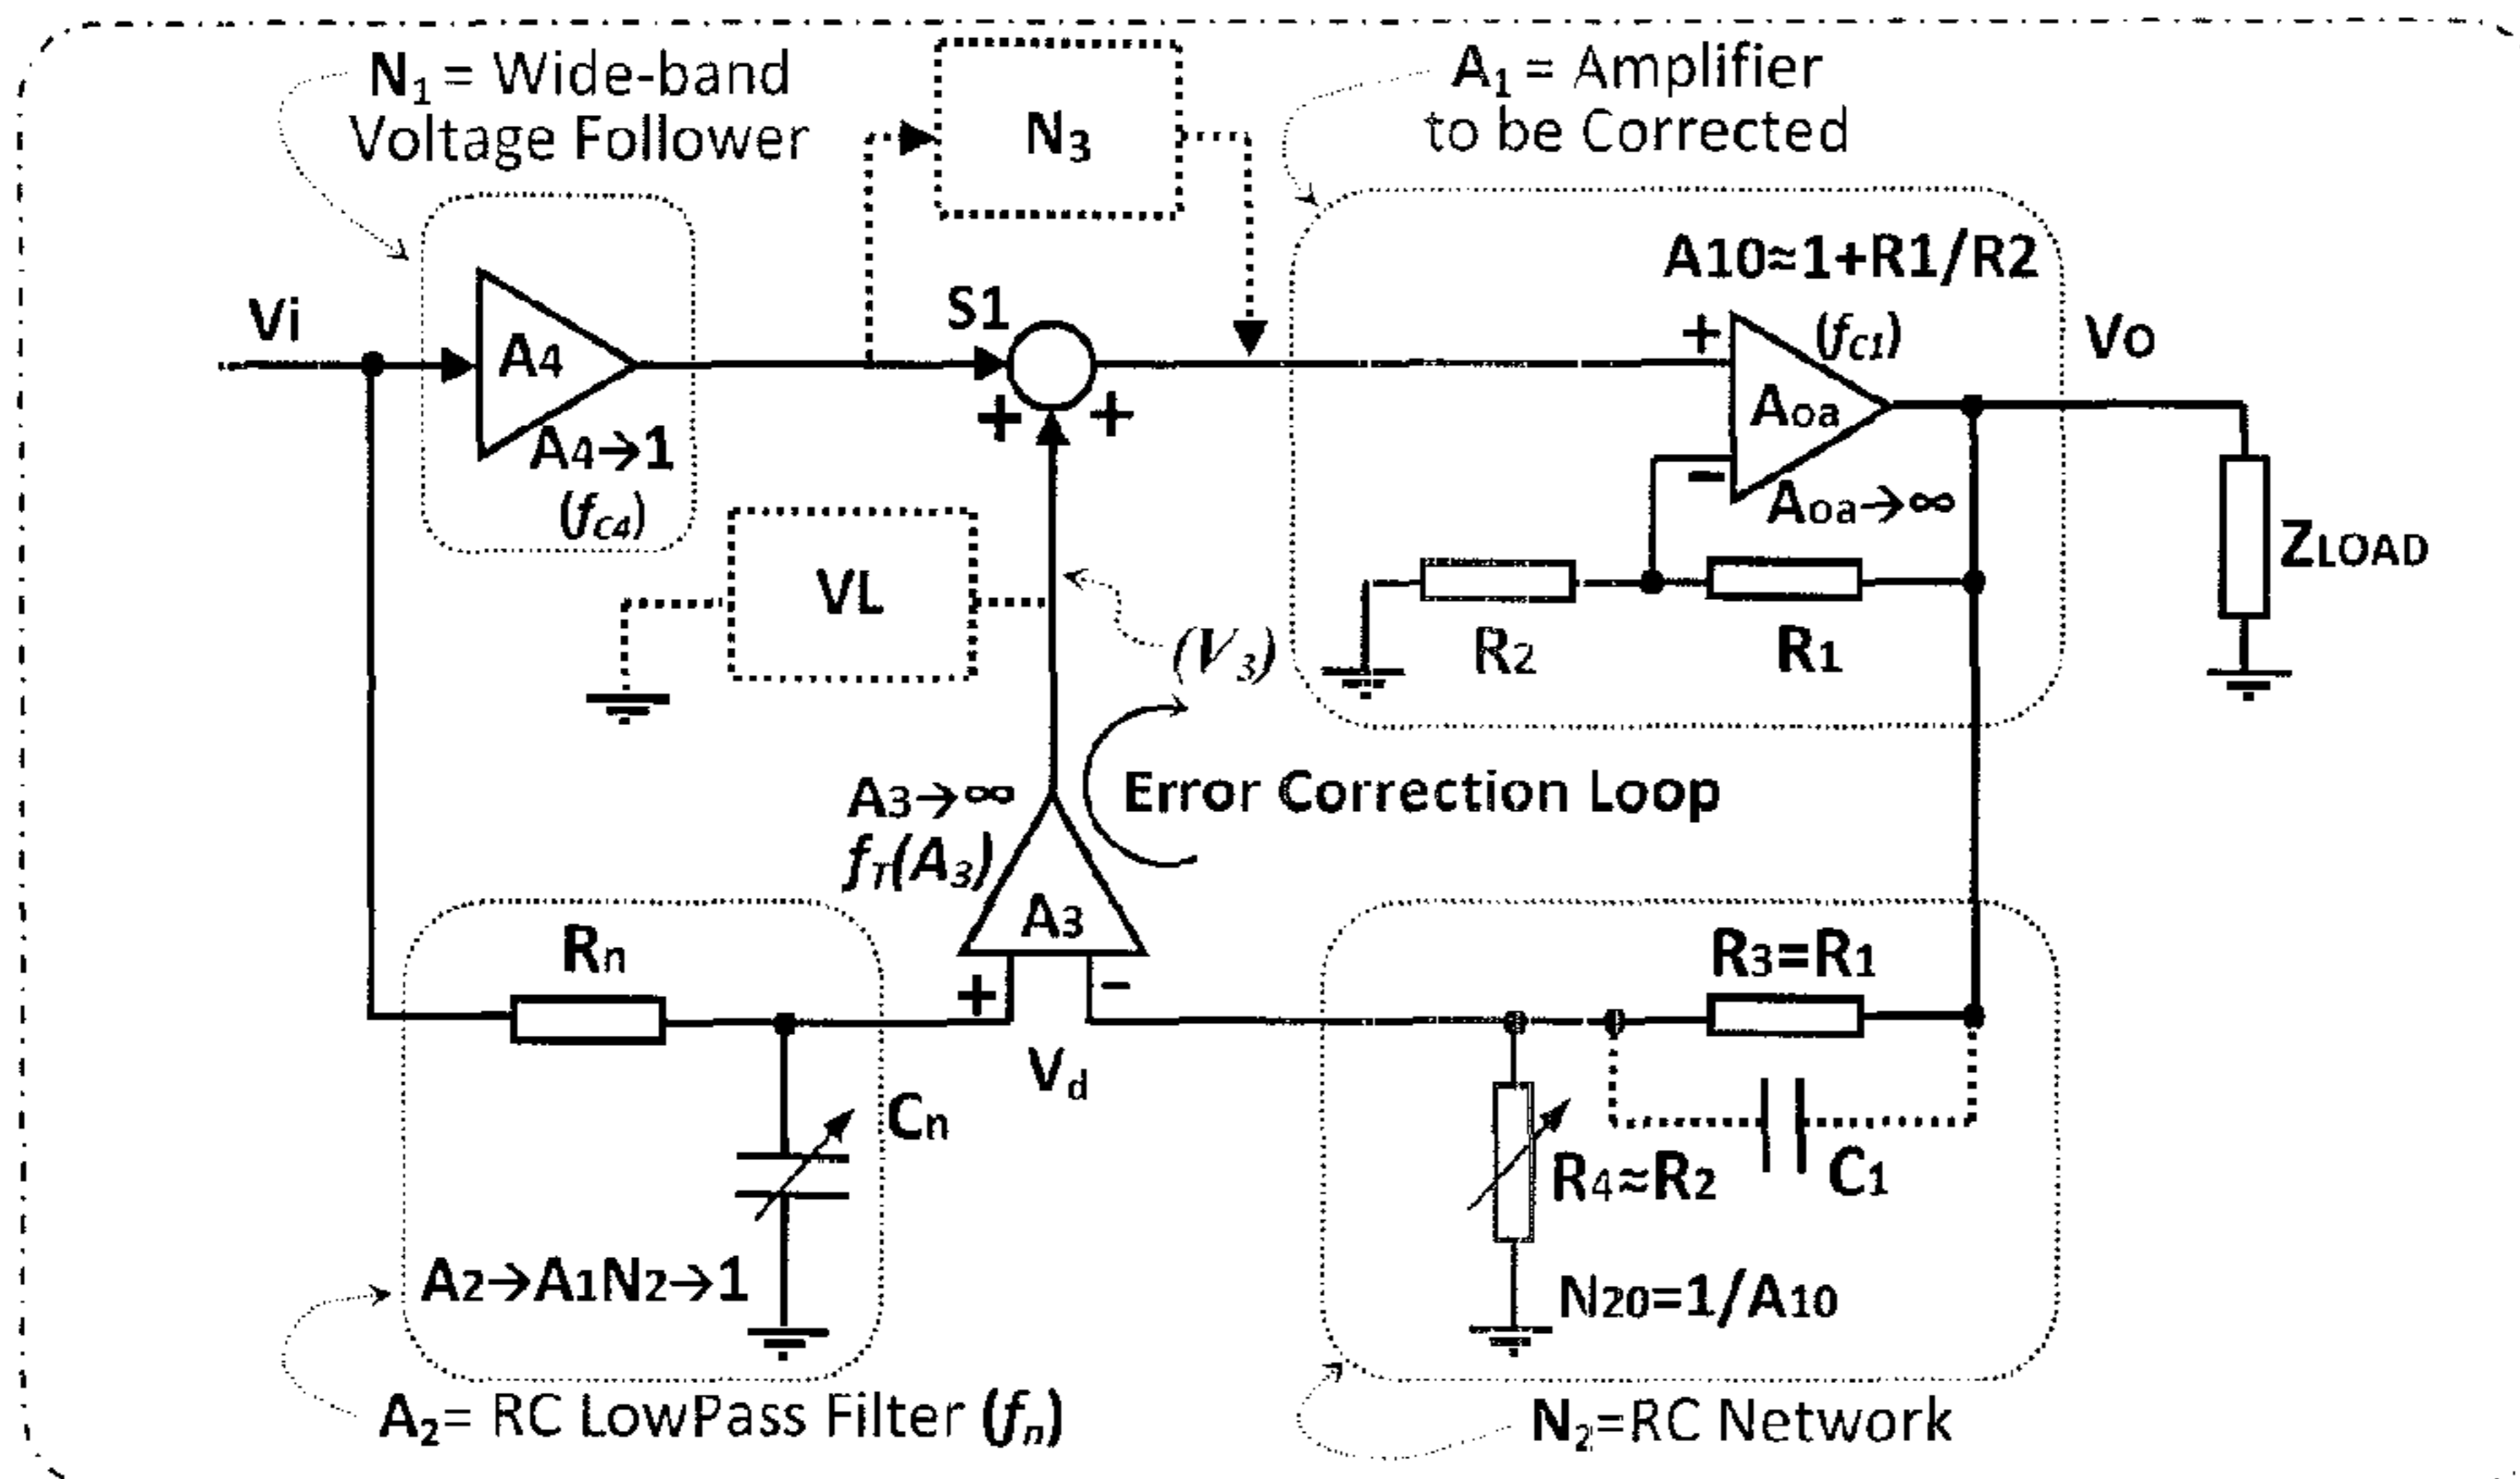 N1 = Wide-band
Voltage Follower
N3
A1 = Amplifier
to be Corrected
A10≈1+R1/R2
(fC1)
Vi
A4
A4→1
(fC4)
S1
+
+
+
-
Aoa
Aoa→∞
Vo
ZLOAD
VL
(V3)
R2
R1
A3→∞
fT(A3)
A3
Error Correction Loop
Rn
+
-
Vd
Cn
R3=R1
R4≈R2
C1
A2→A1N2→1
N20=1/A10
A2= RC LowPass Filter (fn)
N2=RC Network